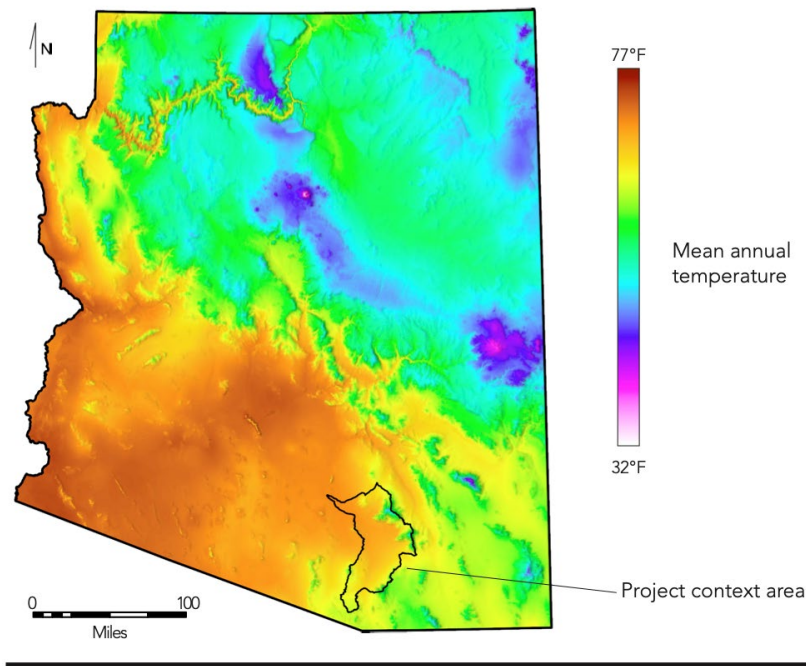 N
77°F
Mean annual
temperature
32°F
Project context area
0 100
Miles